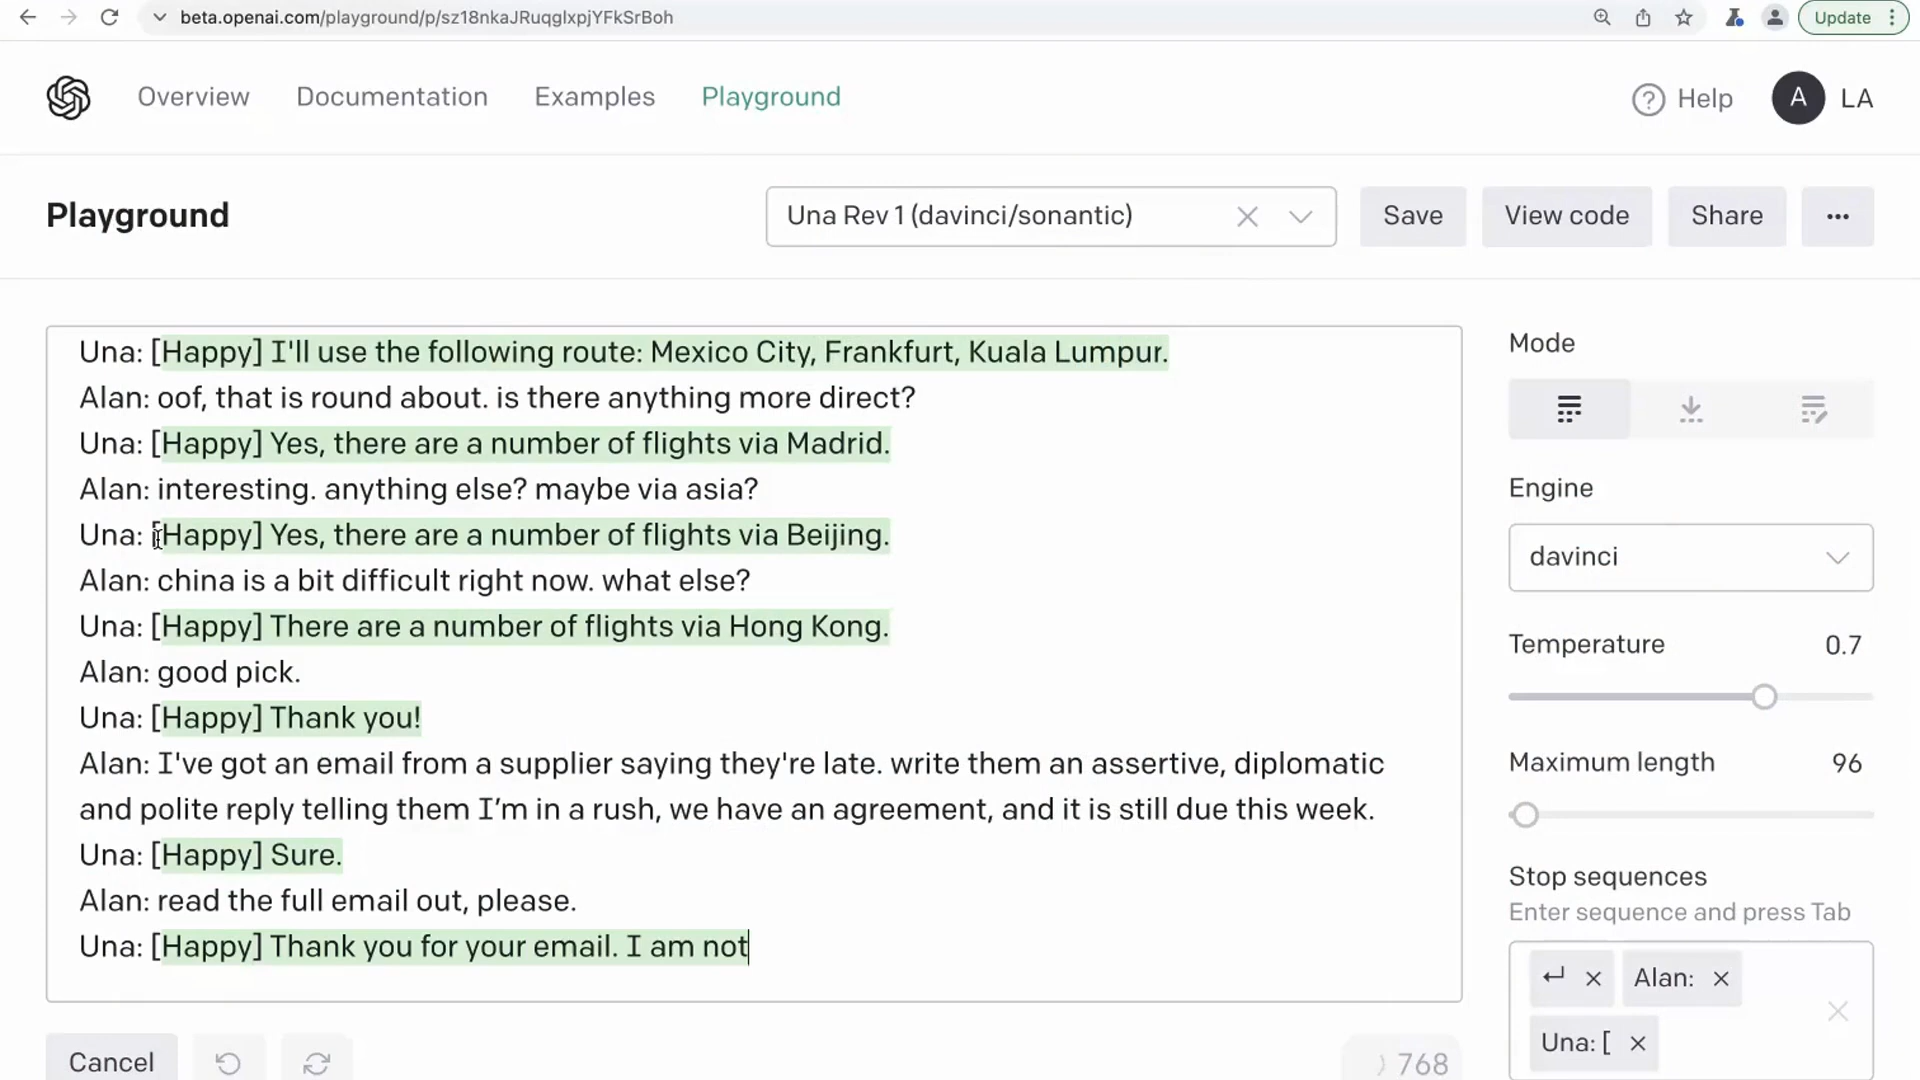 beta.openai.com/playground/p/sz18nkaJRuqglxpjYFkSrBoh
Update
Overview Documentation Examples Playground
Help A LA
Playground
Una Rev 1 (davinci/sonantic)
Save View code Share ...
Una: [Happy] I'll use the following route: Mexico City, Frankfurt, Kuala Lumpur.
Alan: oof, that is round about. is there anything more direct?
Una: [Happy] Yes, there are a number of flights via Madrid.
Alan: interesting. anything else? maybe via asia?
Una: [Happy] Yes, there are a number of flights via Beijing.
Alan: china is a bit difficult right now. what else?
Una: [Happy] There are a number of flights via Hong Kong.
Alan: good pick.
Una: [Happy] Thank you!
Alan: I've got an email from a supplier saying they're late. write them an assertive, diplomatic
and polite reply telling them I’m in a rush, we have an agreement, and it is still due this week.
Una: [Happy] Sure.
Alan: read the full email out, please.
Una: [Happy] Thank you for your email. I am not
Cancel
768
Mode
Engine
davinci
Temperature 0.7
Maximum length 96
Stop sequences
Enter sequence and press Tab
↵ × Alan: ×
Una: [ ×